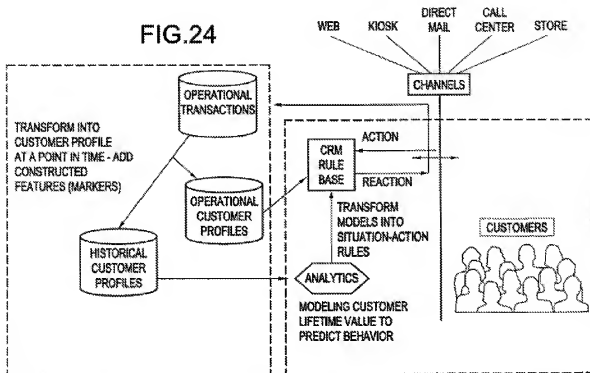 FIG.24
WEB
KIOSK
DIRECT
MAIL
CALL
CENTER
STORE
CHANNELS
OPERATIONAL
TRANSACTIONS
TRANSFORM INTO
CUSTOMER PROFILE
AT A POINT IN TIME - ADD
CONSTRUCTED
FEATURES (MARKERS)
OPERATIONAL
CUSTOMER
PROFILES
HISTORICAL
CUSTOMER
PROFILES
CRM
RULE
BASE
ACTION
REACTION
TRANSFORM
MODELS INTO
SITUATION-ACTION
RULES
ANALYTICS
MODELING CUSTOMER
LIFETIME VALUE TO
PREDICT BEHAVIOR
CUSTOMERS